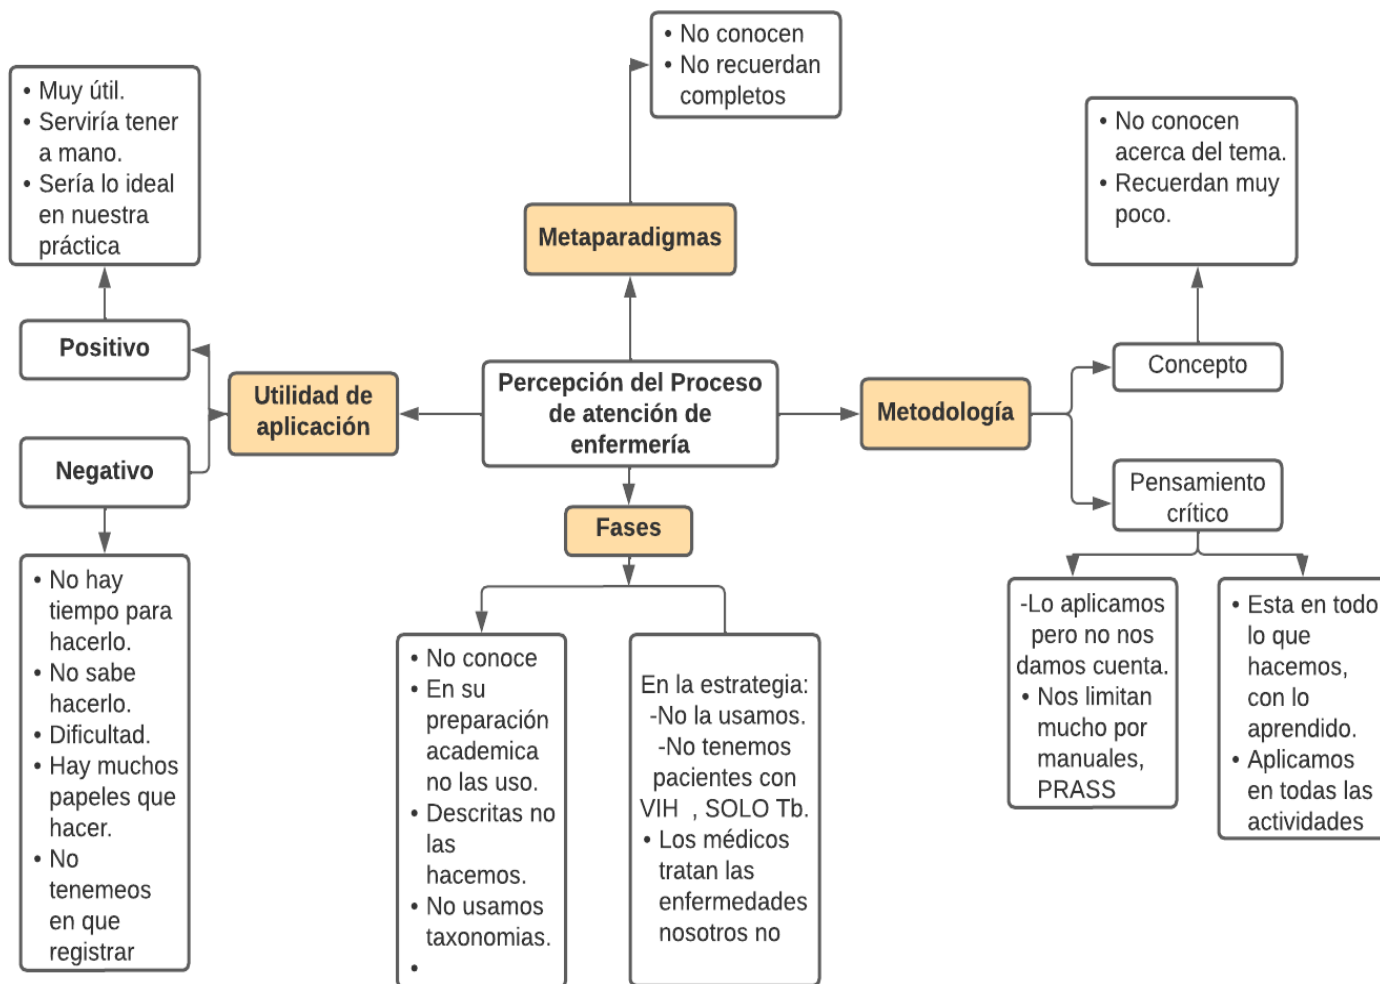 • No conocen
• No recuerdan
completos
• Muy útil.
• Serviría tener
a mano.
• Sería lo ideal
en nuestra
práctica
• No conocen
acerca del tema.
• Recuerdan muy
poco.
Metaparadigmas
Positivo
Utilidad de
aplicación
Negativo
Percepción del Proceso
de atención de
enfermería
Metodología
Concepto
Pensamiento
crítico
Fases
• No hay
tiempo para
hacerlo.
• No sabe
hacerlo.
• Dificultad.
• Hay muchos
papeles que
hacer.
• No
tenemeos
en que
registrar
• No conoce
• En su
preparación
academica
no las uso.
• Descritas no
las
hacemos.
• No usamos
taxonomias.
•
En la estrategia:
-No la usamos.
-No tenemos
pacientes con
VIH , SOLO Tb.
• Los médicos
tratan las
enfermedades
nosotros no
-Lo aplicamos
pero no nos
damos cuenta.
• Nos limitan
mucho por
manuales,
PRASS
• Esta en todo
lo que
hacemos,
con lo
aprendido.
• Aplicamos
en todas las
actividades